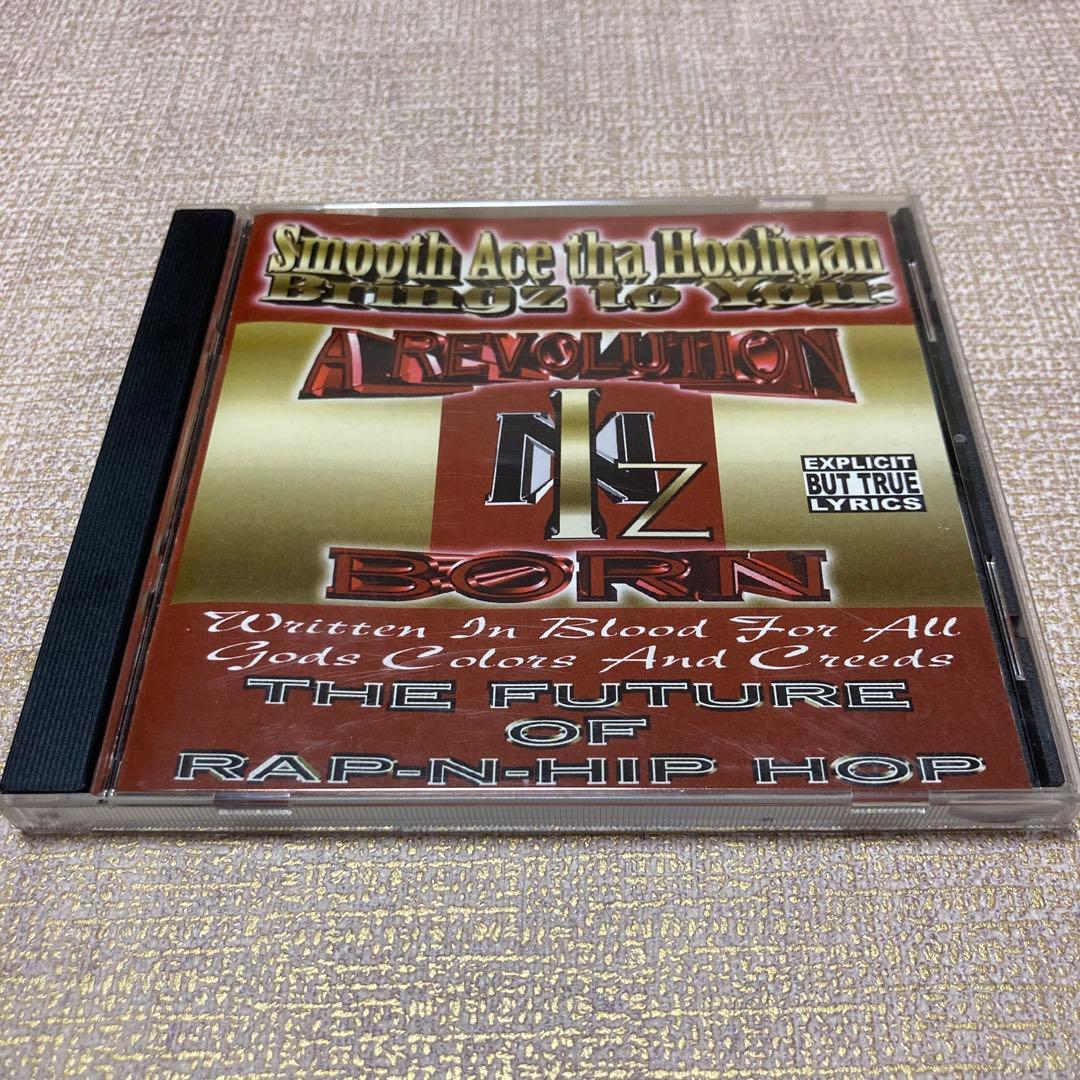 Smooth Ace tha Hooligan
Bringz to You:
A REVOLUTION
Iz
BORN
EXPLICIT
BUT TRUE
LYRICS
Written In Blood For All
Gods Colors And Creeds
THE FUTURE
OF
RAP-N-HIP HOP